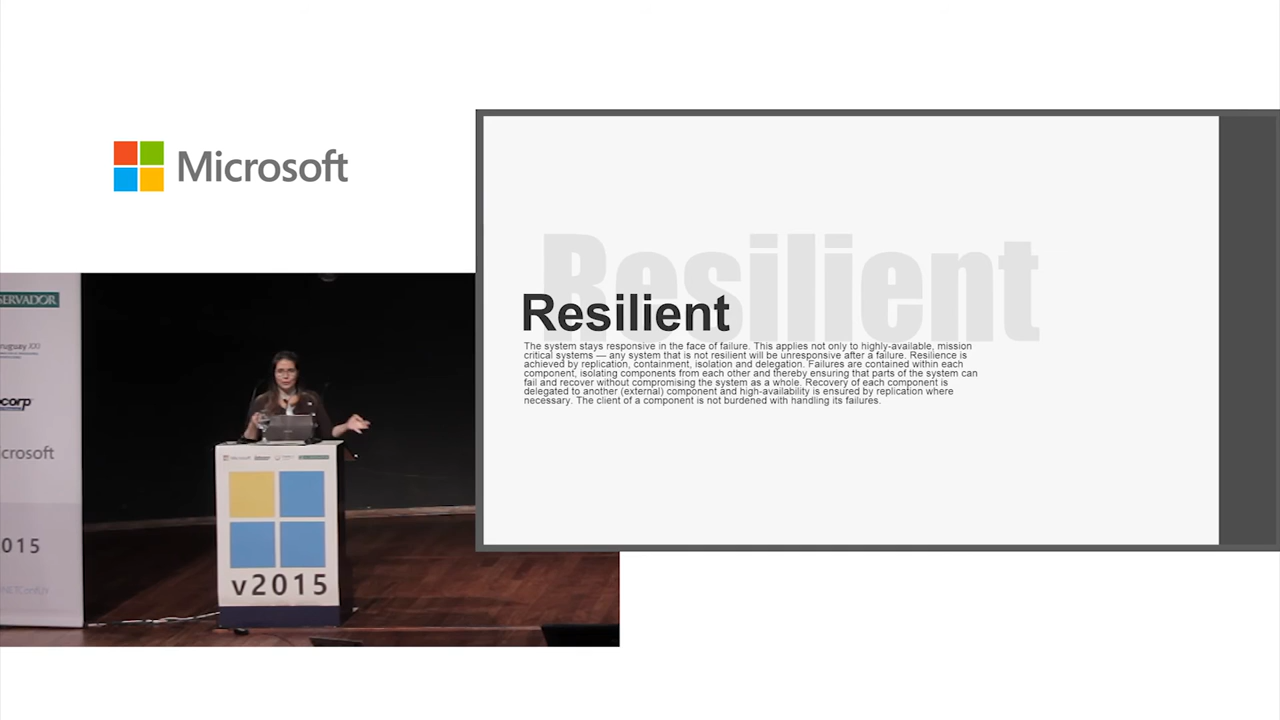 Microsoft
Resilient
Resilient
The system stays responsive in the face of failure. This applies not only to highly-available, mission
critical systems — any system that is not resilient will be unresponsive after a failure. Resilience is
achieved by replication, containment, isolation and delegation. Failures are contained within each
component, isolating components from each other and thereby ensuring that parts of the system can
fail and recover without compromising the system as a whole. Recovery of each component is
delegated to another (external) component and high-availability is ensured by replication where
necessary. The client of a component is not burdened with handling its failures.
SERVADOR
ruguay XXI
corp
crosoft
015
v2015